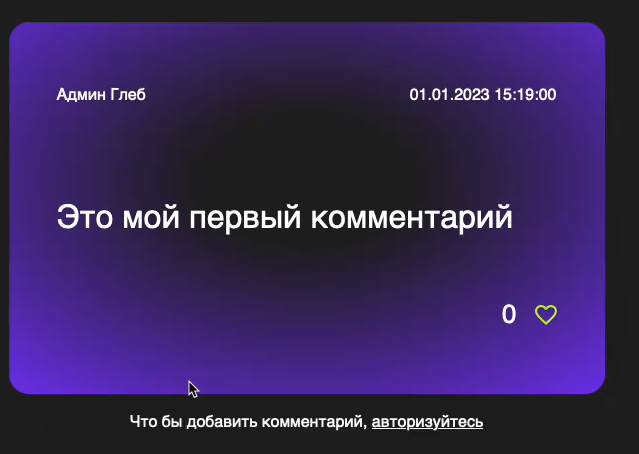 Админ Глеб 01.01.2023 15:19:00
Это мой первый комментарий
0
Что бы добавить комментарий, авторизуйтесь